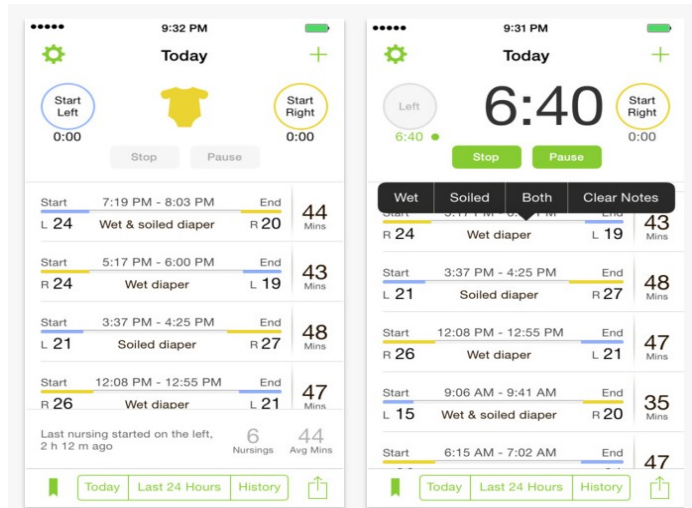 9:32 PM
Today
Start
Left
0:00
Start
Right
0:00
Stop Pause
Start 7:19 PM - 8:03 PM End
L 24 Wet & soiled diaper R 20
44
Mins
Start 5:17 PM - 6:00 PM End
R 24 Wet diaper L 19
43
Mins
Start 3:37 PM - 4:25 PM End
L 21 Soiled diaper R 27
48
Mins
Start 12:08 PM - 12:55 PM End
R 26 Wet diaper L 21
47
Mins
Last nursing started on the left,
2 h 12 m ago
6
Nursings
44
Avg Mins
Today Last 24 Hours History
9:31 PM
Today
Left
6:40
6:40
Start
Right
0:00
Stop Pause
Wet Soiled Both Clear Notes
R 24 Wet diaper L 19
43
Mins
Start 3:37 PM - 4:25 PM End
L 21 Soiled diaper R 27
48
Mins
Start 12:08 PM - 12:55 PM End
R 26 Wet diaper L 21
47
Mins
Start 9:06 AM - 9:41 AM End
L 15 Wet & soiled diaper R 20
35
Mins
Start 6:15 AM - 7:02 AM End
47
Today Last 24 Hours History